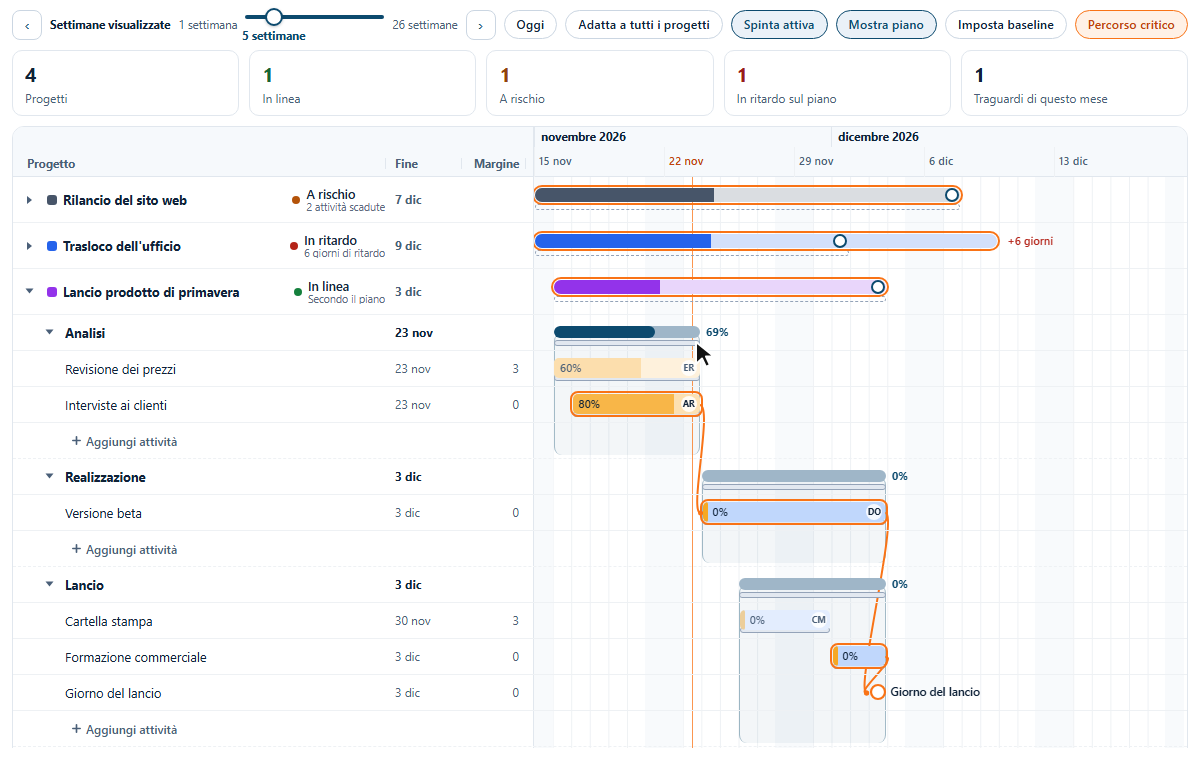 ‹ Settimane visualizzate 1 settimana 26 settimane › Oggi Adatta a tutti i progetti Spinta attiva Mostra piano Imposta baseline Percorso critico
5 settimane
4 1 1 1 1
Progetti In linea A rischio In ritardo sul piano Traguardi di questo mese
novembre 2026 dicembre 2026
Progetto Fine Margine 15 nov 22 nov 29 nov 6 dic 13 dic
Rilancio del sito web A rischio 7 dic
2 attività scadute
Trasloco dell'ufficio In ritardo 9 dic +6 giorni
6 giorni di ritardo
Lancio prodotto di primavera In linea 3 dic
Secondo il piano
Analisi 23 nov 69%
Revisione dei prezzi 23 nov 3 60% ER
Interviste ai clienti 23 nov 0 80% AR
+ Aggiungi attività
Realizzazione 3 dic 0%
Versione beta 3 dic 0 0% DO
+ Aggiungi attività
Lancio 3 dic 0%
Cartella stampa 30 nov 3 0% CM
Formazione commerciale 3 dic 0 0%
Giorno del lancio 3 dic 0 Giorno del lancio
+ Aggiungi attività